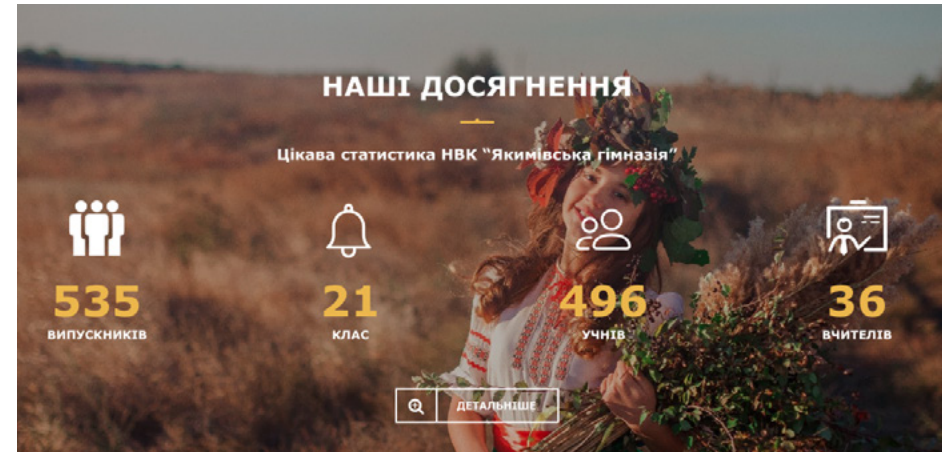 НАШІ ДОСЯГНЕННЯ
Цікава статистика НВК “Якимівська гімназія”
535
ВИПУСКНИКІВ
21
КЛАС
496
УЧНІВ
36
ВЧИТЕЛІВ
ДЕТАЛЬНІШЕ